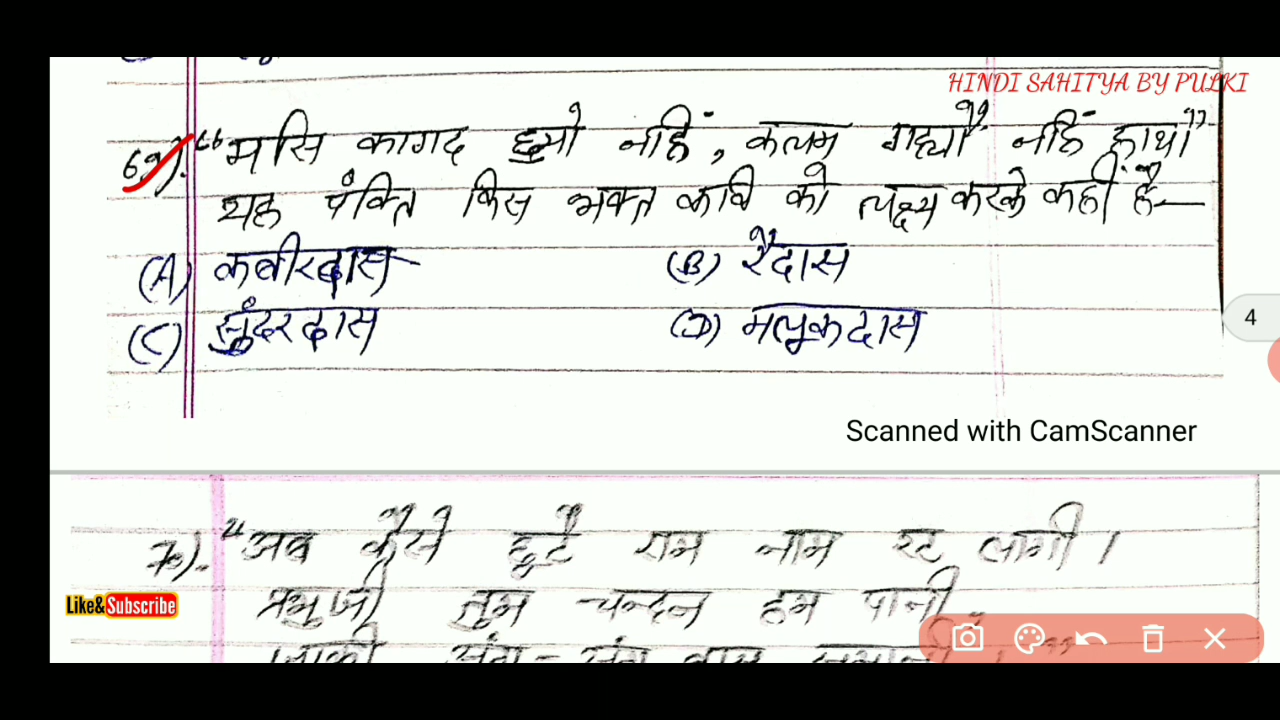 HINDI SAHITYA BY PULKI
69). "मसि कागद छुओ नहिं, कलम गह्यौ नहिं हाथौ"
यह पंक्ति किस भक्त कवि को लक्ष्य करके कहीं है—
(A) कबीरदास (B) रैदास
(C) सुंदरदास (D) मलूकदास
4
Scanned with CamScanner
70). "अब कैसे छुटै राम नाम रट लागी।
Like&Subscribe
प्रभुजी तुम चन्दन हम पानी
जाकी अंग-अंग बास